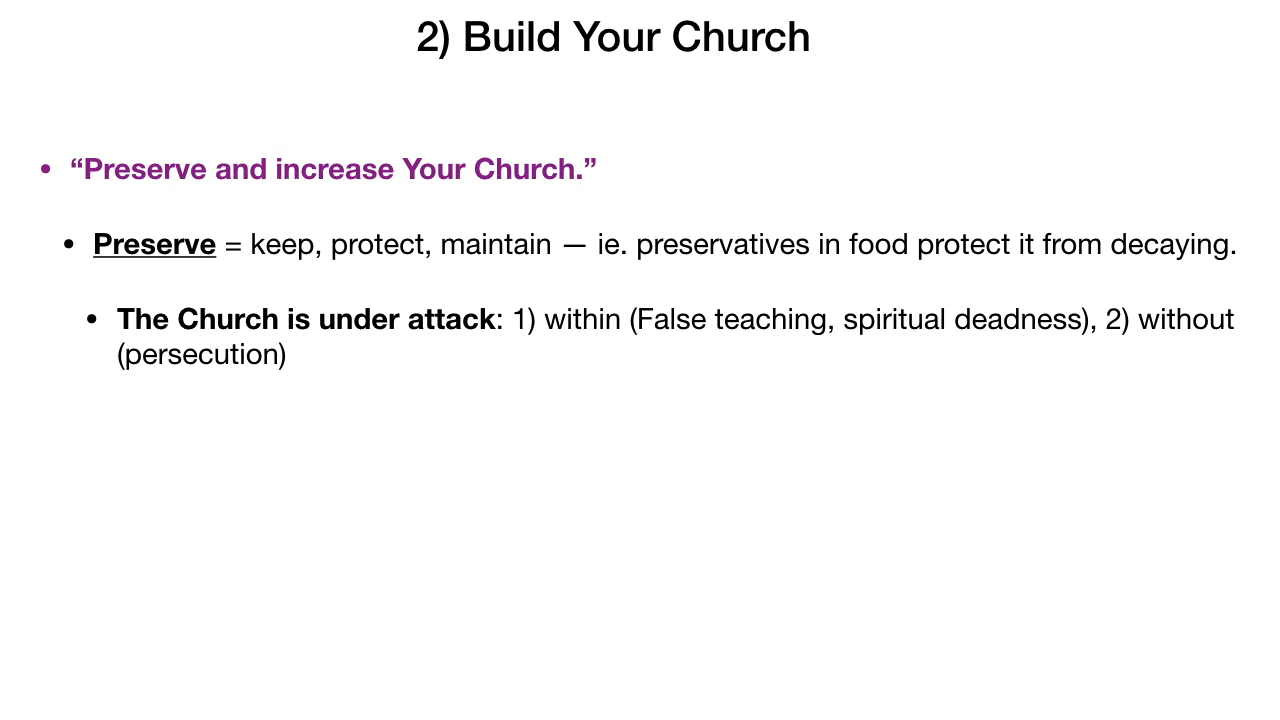 2) Build Your Church
• “Preserve and increase Your Church.”
• Preserve = keep, protect, maintain — ie. preservatives in food protect it from decaying.
• The Church is under attack: 1) within (False teaching, spiritual deadness), 2) without
(persecution)